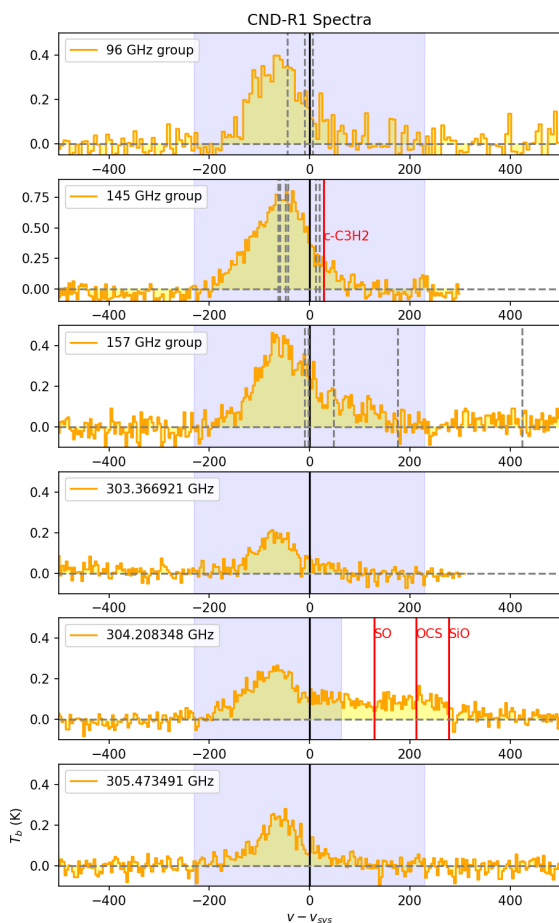 CND-R1 Spectra
0.4
0.2
0.0
96 GHz group
−400 −200 0 200 400
0.75
0.50
0.25
0.00
145 GHz group
c-C3H2
−400 −200 0 200 400
0.4
0.2
0.0
157 GHz group
−400 −200 0 200 400
0.4
0.2
0.0
303.366921 GHz
−400 −200 0 200 400
0.4
0.2
0.0
304.208348 GHz
SO OCS SiO
−400 −200 0 200 400
0.4
0.2
0.0
305.473491 GHz
T_b (K)
−400 −200 0 200 400
v − v_sys